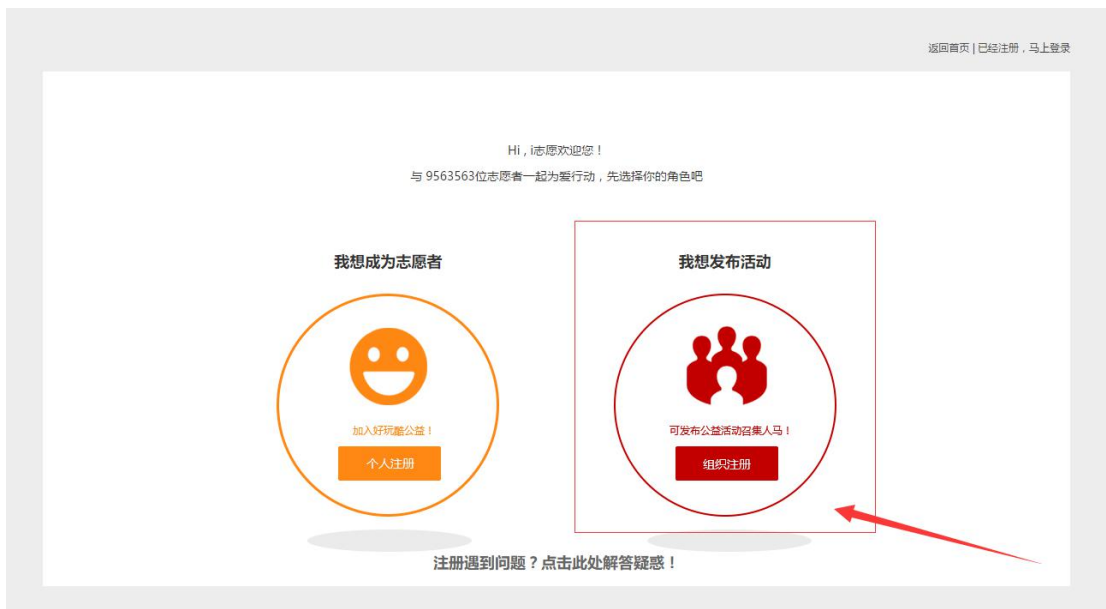 返回首页 | 已经注册，马上登录
Hi，i志愿欢迎您！
与 9563563位志愿者一起为爱行动，先选择你的角色吧
我想成为志愿者
加入好玩酷公益！
个人注册
我想发布活动
可发布公益活动召集人马！
组织注册
注册遇到问题？点击此处解答疑惑！